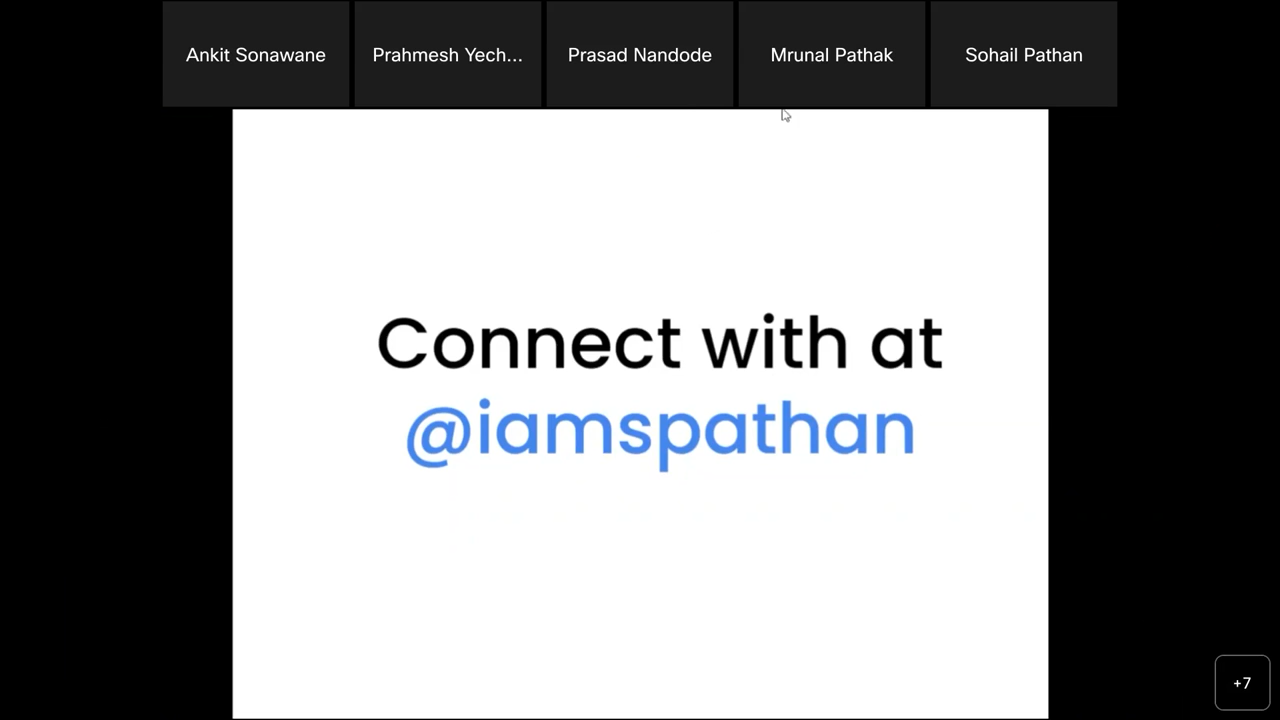 Ankit Sonawane
Prahmesh Yech...
Prasad Nandode
Mrunal Pathak
Sohail Pathan
Connect with at
@iamspathan
+7